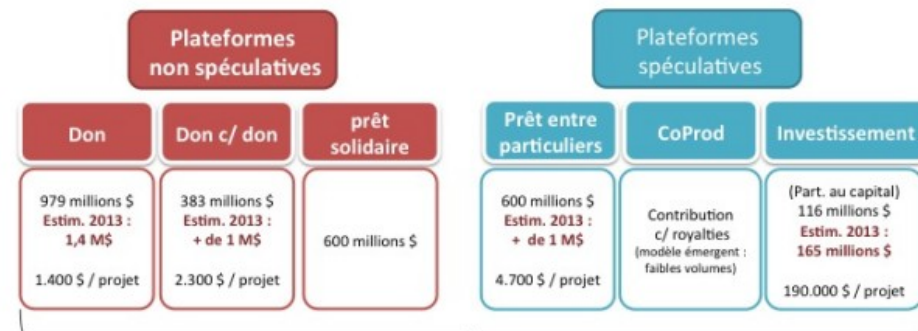 Plateformes
non spéculatives
Plateformes
spéculatives
Don
Don c/ don
prêt
solidaire
Prêt entre
particuliers
CoProd
Investissement
979 millions $
Estim. 2013 :
1,4 M$
1.400 $ / projet
383 millions $
Estim. 2013 :
+ de 1 M$
2.300 $ / projet
600 millions $
600 millions $
Estim. 2013 :
+ de 1 M$
4.700 $ / projet
Contribution
c/ royalties
(modèle émergent :
faibles volumes)
(Part. au capital)
116 millions $
Estim. 2013 :
165 millions $
190.000 $ / projet